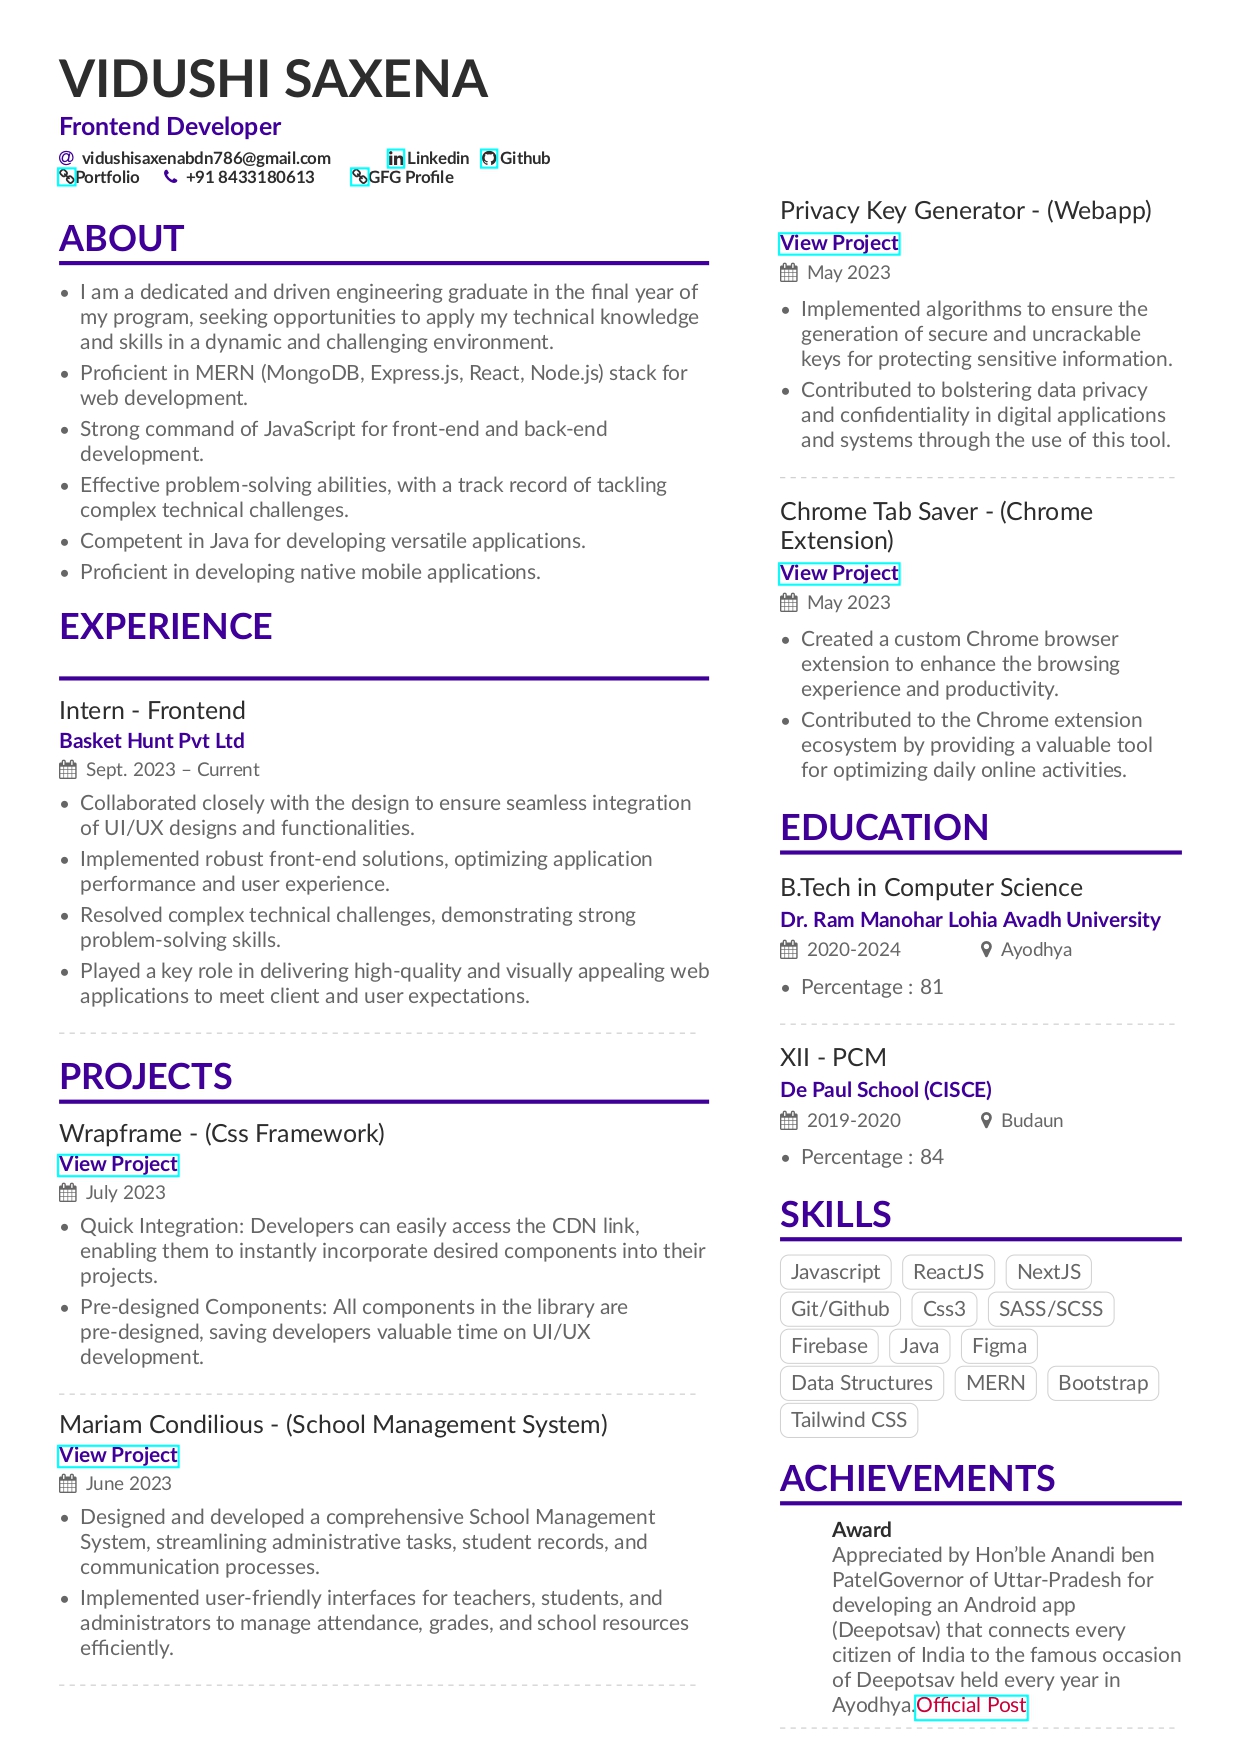 VIDUSHI SAXENA
Frontend Developer
@ vidushisaxenabdn786@gmail.com Linkedin Github
Portfolio +91 8433180613 GFG Profile
ABOUT
• I am a dedicated and driven engineering graduate in the final year of
my program, seeking opportunities to apply my technical knowledge
and skills in a dynamic and challenging environment.
• Proficient in MERN (MongoDB, Express.js, React, Node.js) stack for
web development.
• Strong command of JavaScript for front-end and back-end
development.
• Effective problem-solving abilities, with a track record of tackling
complex technical challenges.
• Competent in Java for developing versatile applications.
• Proficient in developing native mobile applications.
EXPERIENCE
Intern - Frontend
Basket Hunt Pvt Ltd
Sept. 2023 – Current
• Collaborated closely with the design to ensure seamless integration
of UI/UX designs and functionalities.
• Implemented robust front-end solutions, optimizing application
performance and user experience.
• Resolved complex technical challenges, demonstrating strong
problem-solving skills.
• Played a key role in delivering high-quality and visually appealing web
applications to meet client and user expectations.
PROJECTS
Wrapframe - (Css Framework)
View Project
July 2023
• Quick Integration: Developers can easily access the CDN link,
enabling them to instantly incorporate desired components into their
projects.
• Pre-designed Components: All components in the library are
pre-designed, saving developers valuable time on UI/UX
development.
Mariam Condilious - (School Management System)
View Project
June 2023
• Designed and developed a comprehensive School Management
System, streamlining administrative tasks, student records, and
communication processes.
• Implemented user-friendly interfaces for teachers, students, and
administrators to manage attendance, grades, and school resources
efficiently.
Privacy Key Generator - (Webapp)
View Project
May 2023
• Implemented algorithms to ensure the
generation of secure and uncrackable
keys for protecting sensitive information.
• Contributed to bolstering data privacy
and confidentiality in digital applications
and systems through the use of this tool.
Chrome Tab Saver - (Chrome
Extension)
View Project
May 2023
• Created a custom Chrome browser
extension to enhance the browsing
experience and productivity.
• Contributed to the Chrome extension
ecosystem by providing a valuable tool
for optimizing daily online activities.
EDUCATION
B.Tech in Computer Science
Dr. Ram Manohar Lohia Avadh University
2020-2024 Ayodhya
• Percentage : 81
XII - PCM
De Paul School (CISCE)
2019-2020 Budaun
• Percentage : 84
SKILLS
Javascript ReactJS NextJS
Git/Github Css3 SASS/SCSS
Firebase Java Figma
Data Structures MERN Bootstrap
Tailwind CSS
ACHIEVEMENTS
Award
Appreciated by Hon’ble Anandi ben
PatelGovernor of Uttar-Pradesh for
developing an Android app
(Deepotsav) that connects every
citizen of India to the famous occasion
of Deepotsav held every year in
Ayodhya.Official Post